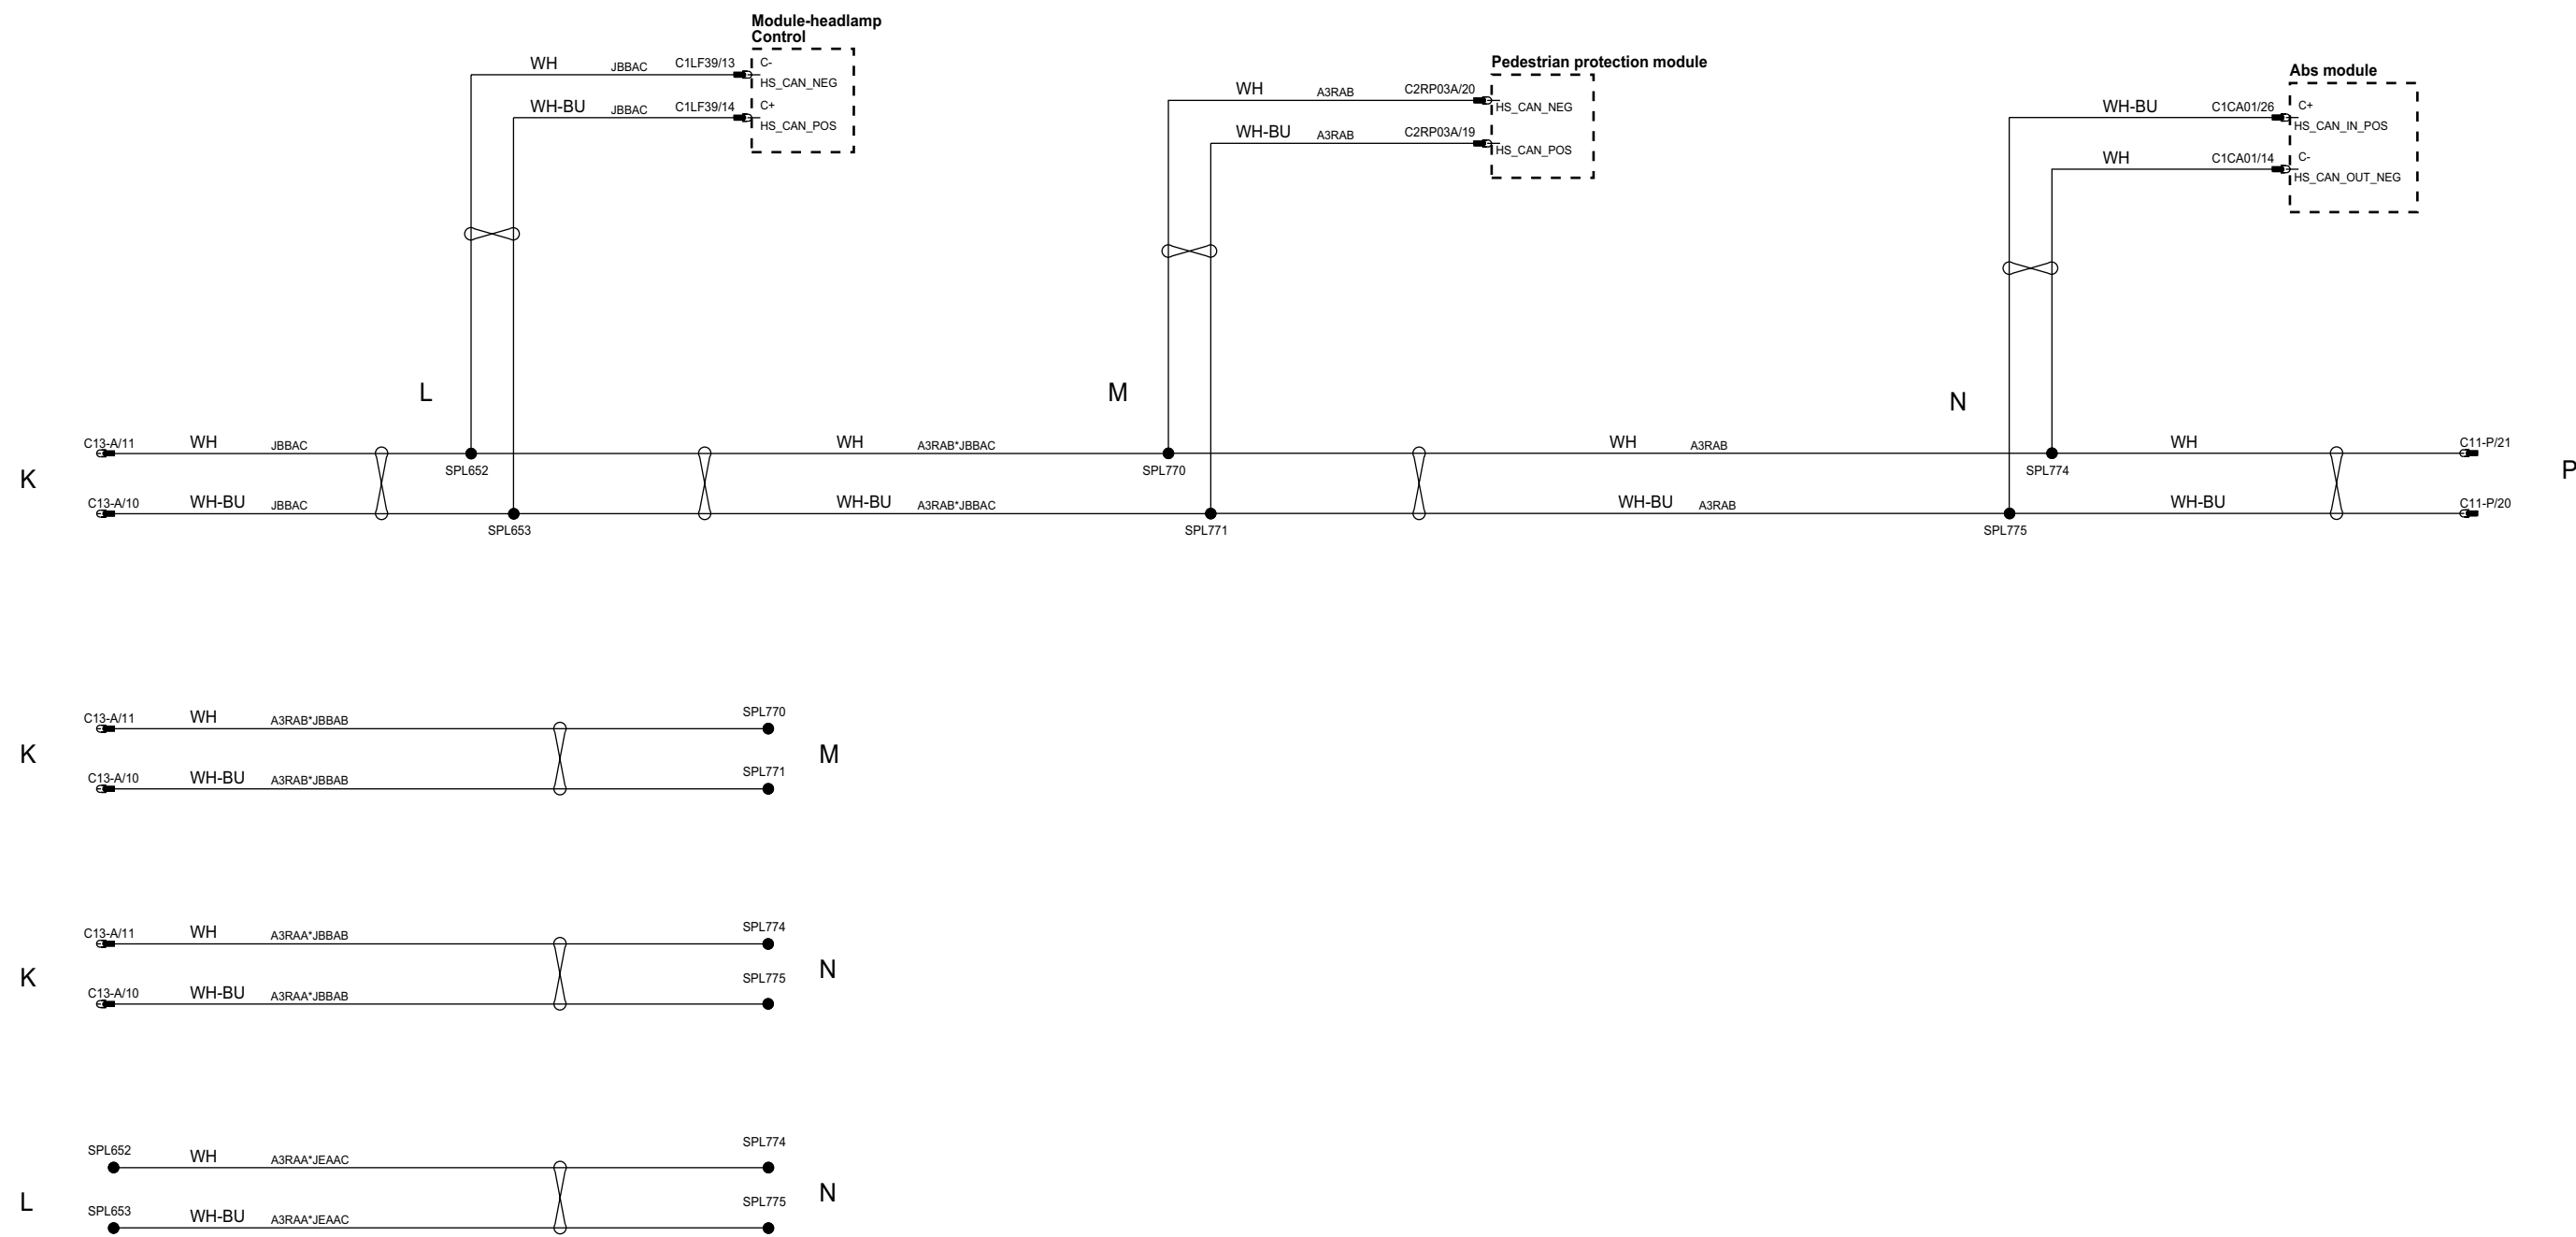 Module-headlamp
Control
WH JBBAC C1LF39/13 C-
HS_CAN_NEG
WH-BU JBBAC C1LF39/14 C+
HS_CAN_POS
Pedestrian protection module
WH A3RAB C2RP03A/20
HS_CAN_NEG
WH-BU A3RAB C2RP03A/19
HS_CAN_POS
Abs module
WH-BU C1CA01/26 C+
HS_CAN_IN_POS
WH C1CA01/14 C-
HS_CAN_OUT_NEG
L M N
C13-A/11 WH JBBAC WH A3RAB*JBBAC WH A3RAB WH C11-P/21
SPL652 SPL770 SPL774
K P
C13-A/10 WH-BU JBBAC WH-BU A3RAB*JBBAC WH-BU A3RAB WH-BU C11-P/20
SPL653 SPL771 SPL775
C13-A/11 WH A3RAB*JBBAB SPL770
K M
C13-A/10 WH-BU A3RAB*JBBAB SPL771
C13-A/11 WH A3RAA*JBBAB SPL774
K N
C13-A/10 WH-BU A3RAA*JBBAB SPL775
SPL652 WH A3RAA*JEAAC SPL774
L N
SPL653 WH-BU A3RAA*JEAAC SPL775